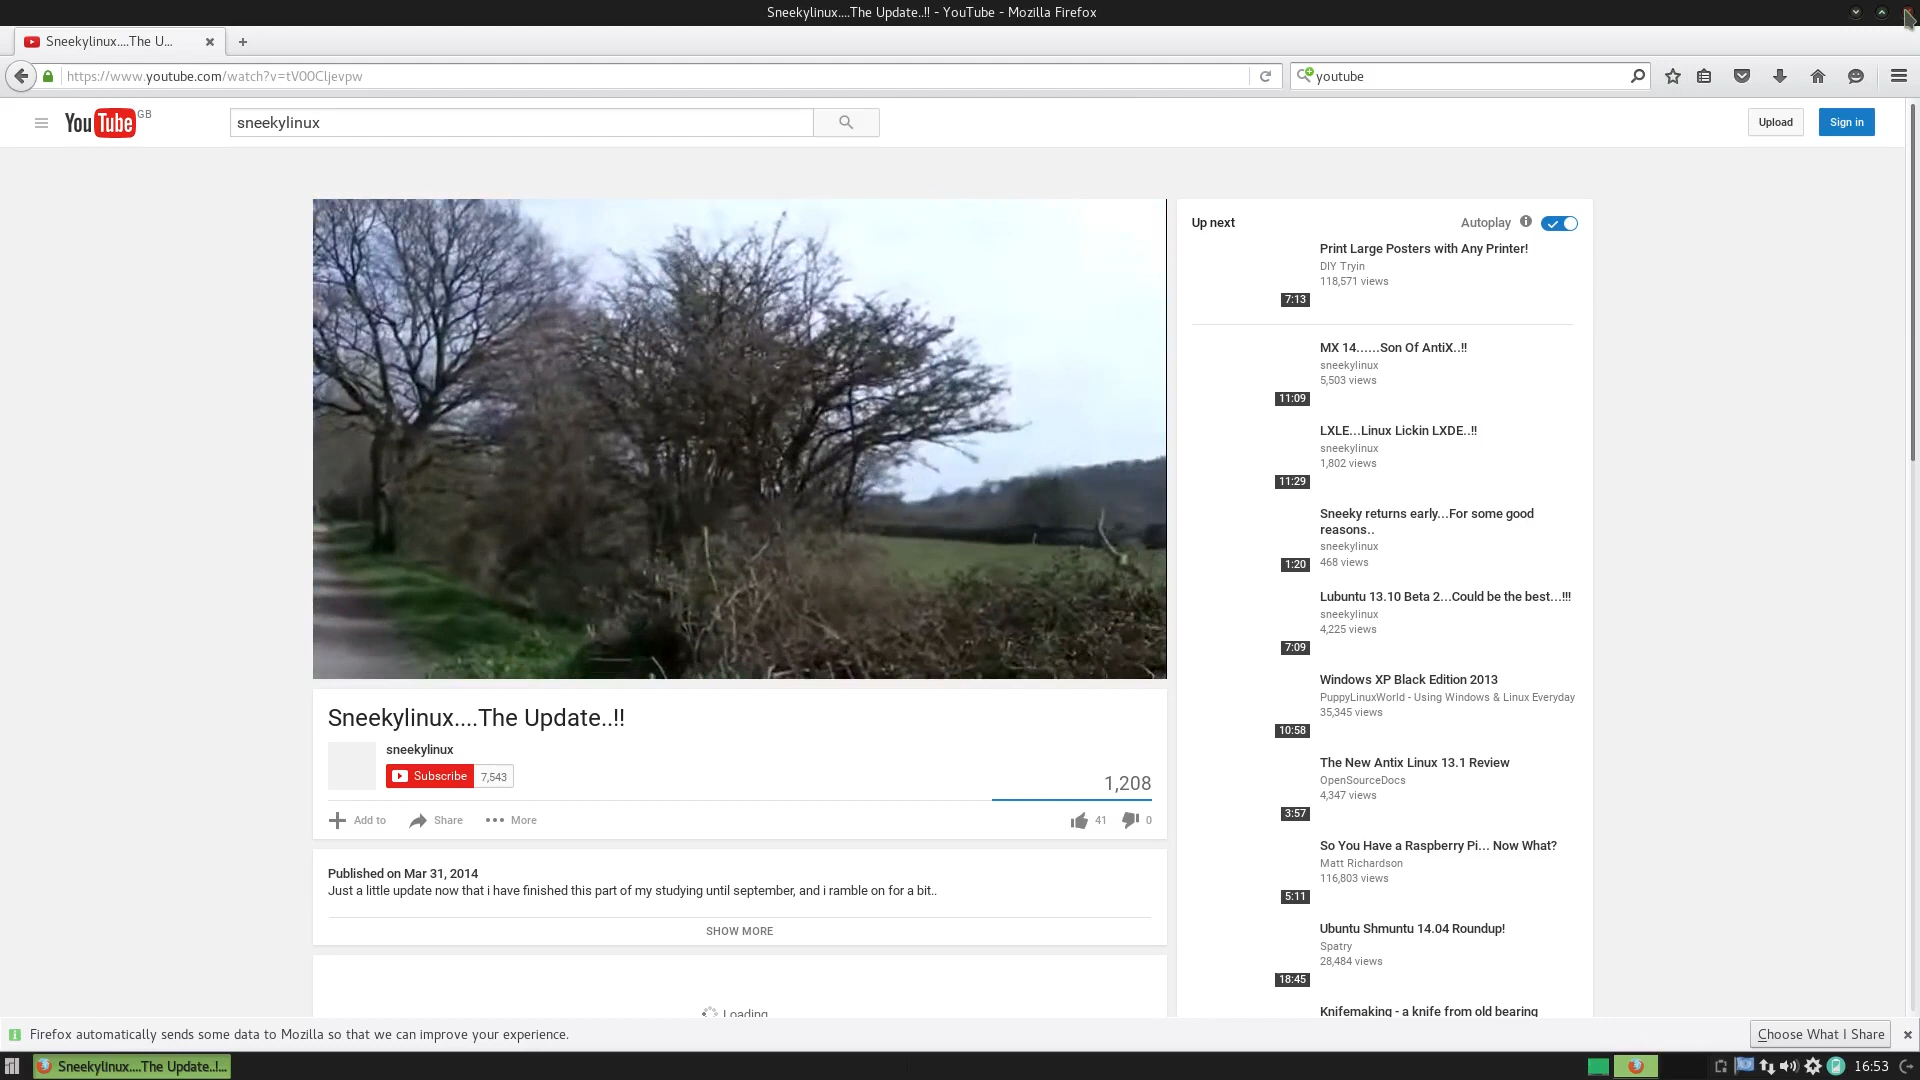 Sneekylinux....The Update..!! - YouTube - Mozilla Firefox
Sneekylinux....The U...
https://www.youtube.com/watch?v=tV00Cljevpw
youtube
YouTube GB
sneekylinux
Upload
Sign in
Up next
Autoplay
Print Large Posters with Any Printer!
DIY Tryin
118,571 views
7:13
MX 14......Son Of AntiX..!!
sneekylinux
5,503 views
11:09
LXLE...Linux Lickin LXDE..!!
sneekylinux
1,802 views
11:29
Sneeky returns early...For some good
reasons..
sneekylinux
468 views
1:20
Lubuntu 13.10 Beta 2...Could be the best...!!!
sneekylinux
4,225 views
7:09
Windows XP Black Edition 2013
PuppyLinuxWorld - Using Windows & Linux Everyday
35,345 views
10:58
The New Antix Linux 13.1 Review
OpenSourceDocs
4,347 views
3:57
So You Have a Raspberry Pi... Now What?
Matt Richardson
116,803 views
5:11
Ubuntu Shmuntu 14.04 Roundup!
Spatry
28,484 views
18:45
Knifemaking - a knife from old bearing
Sneekylinux....The Update..!!
sneekylinux
Subscribe
7,543
1,208
Add to
Share
More
41
0
Published on Mar 31, 2014
Just a little update now that i have finished this part of my studying until september, and i ramble on for a bit..
SHOW MORE
Loading
Firefox automatically sends some data to Mozilla so that we can improve your experience.
Choose What I Share
Sneekylinux....The Update..!...
16:53